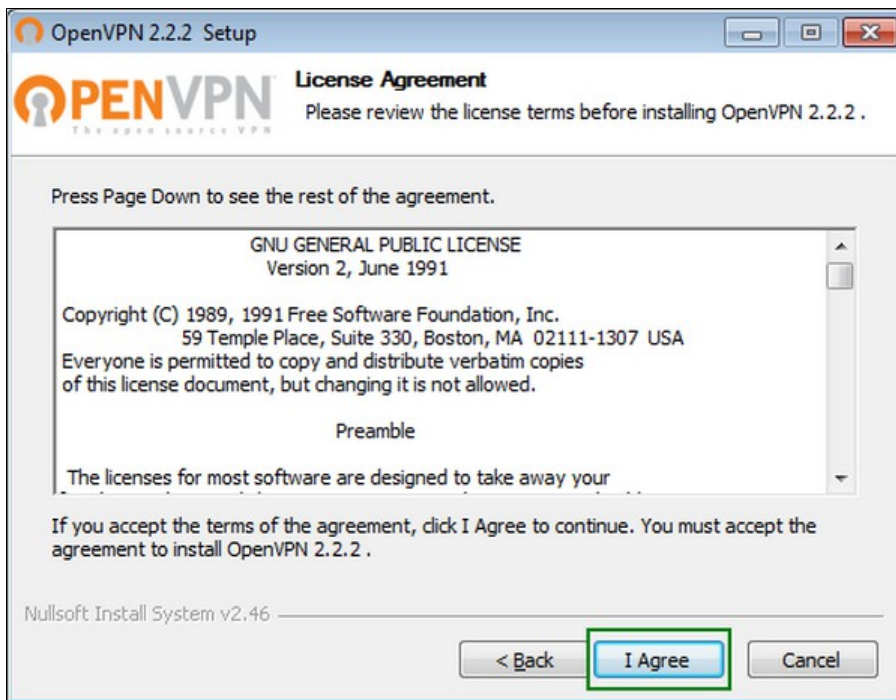 OpenVPN 2.2.2 Setup
OPENVPN
The open source VPN
License Agreement
Please review the license terms before installing OpenVPN 2.2.2 .
Press Page Down to see the rest of the agreement.
GNU GENERAL PUBLIC LICENSE
Version 2, June 1991
Copyright (C) 1989, 1991 Free Software Foundation, Inc.
59 Temple Place, Suite 330, Boston, MA 02111-1307 USA
Everyone is permitted to copy and distribute verbatim copies
of this license document, but changing it is not allowed.
Preamble
The licenses for most software are designed to take away your
If you accept the terms of the agreement, click I Agree to continue. You must accept the
agreement to install OpenVPN 2.2.2 .
Nullsoft Install System v2.46
< Back
I Agree
Cancel